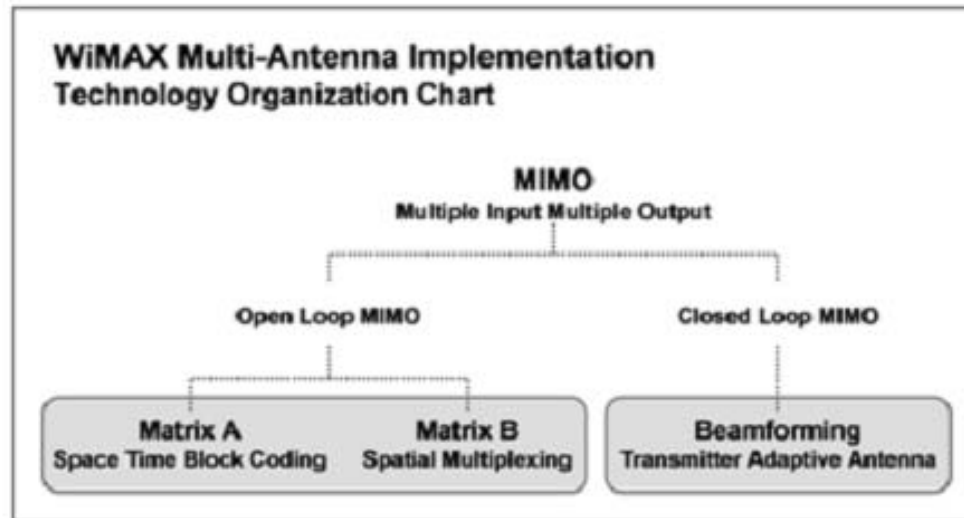 WiMAX Multi-Antenna Implementation
Technology Organization Chart
MIMO
Multiple Input Multiple Output
Open Loop MIMO
Closed Loop MIMO
Matrix A
Space Time Block Coding
Matrix B
Spatial Multiplexing
Beamforming
Transmitter Adaptive Antenna